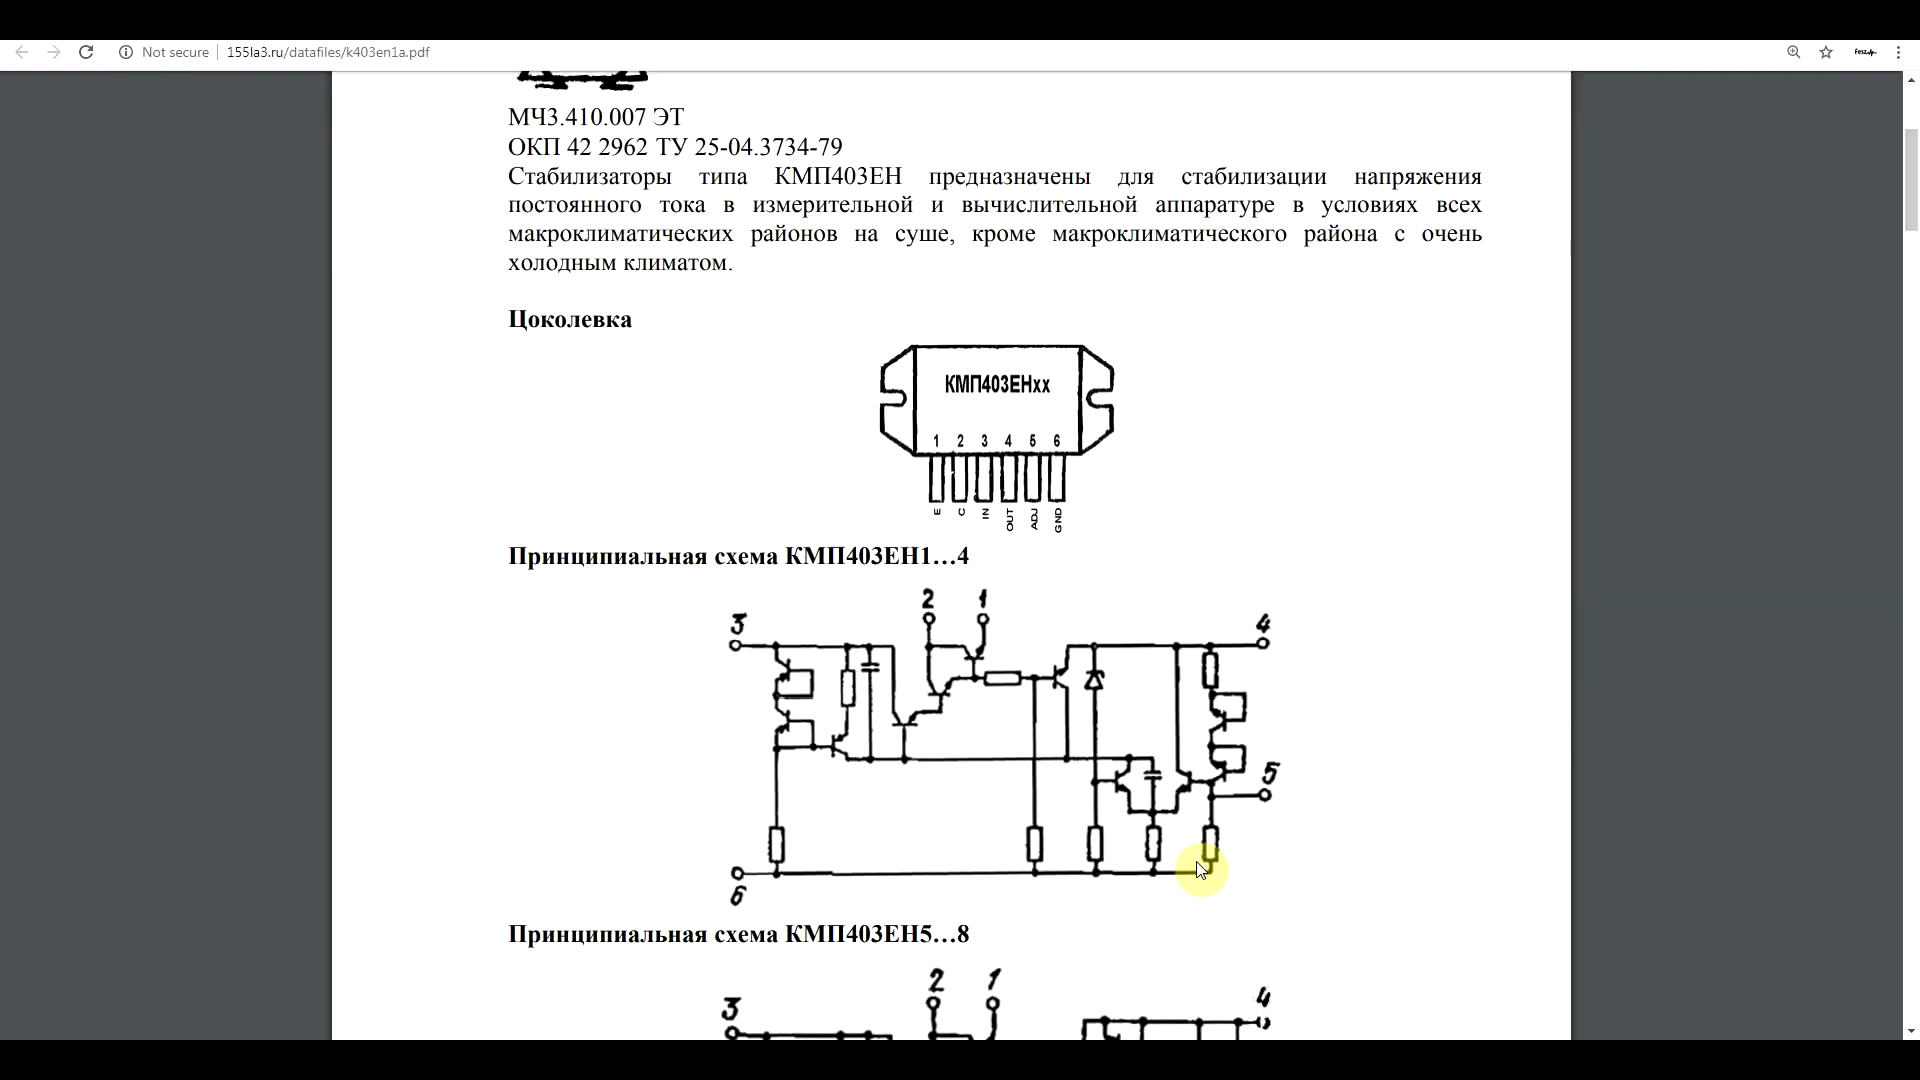 Not secure
155la3.ru/datafiles/k403en1a.pdf
МЧ3.410.007 ЭТ
ОКП 42 2962 ТУ 25-04.3734-79
Стабилизаторы типа КМП403ЕН предназначены для стабилизации напряжения
постоянного тока в измерительной и вычислительной аппаратуре в условиях всех
макроклиматических районов на суше, кроме макроклиматического района с очень
холодным климатом.
Цоколевка
КМП403ЕНхх
1 2 3 4 5 6
E C IN OUT ADJ GND
Принципиальная схема КМП403ЕН1…4
2 1
3 4
5
6
Принципиальная схема КМП403ЕН5…8
2 1
3 4